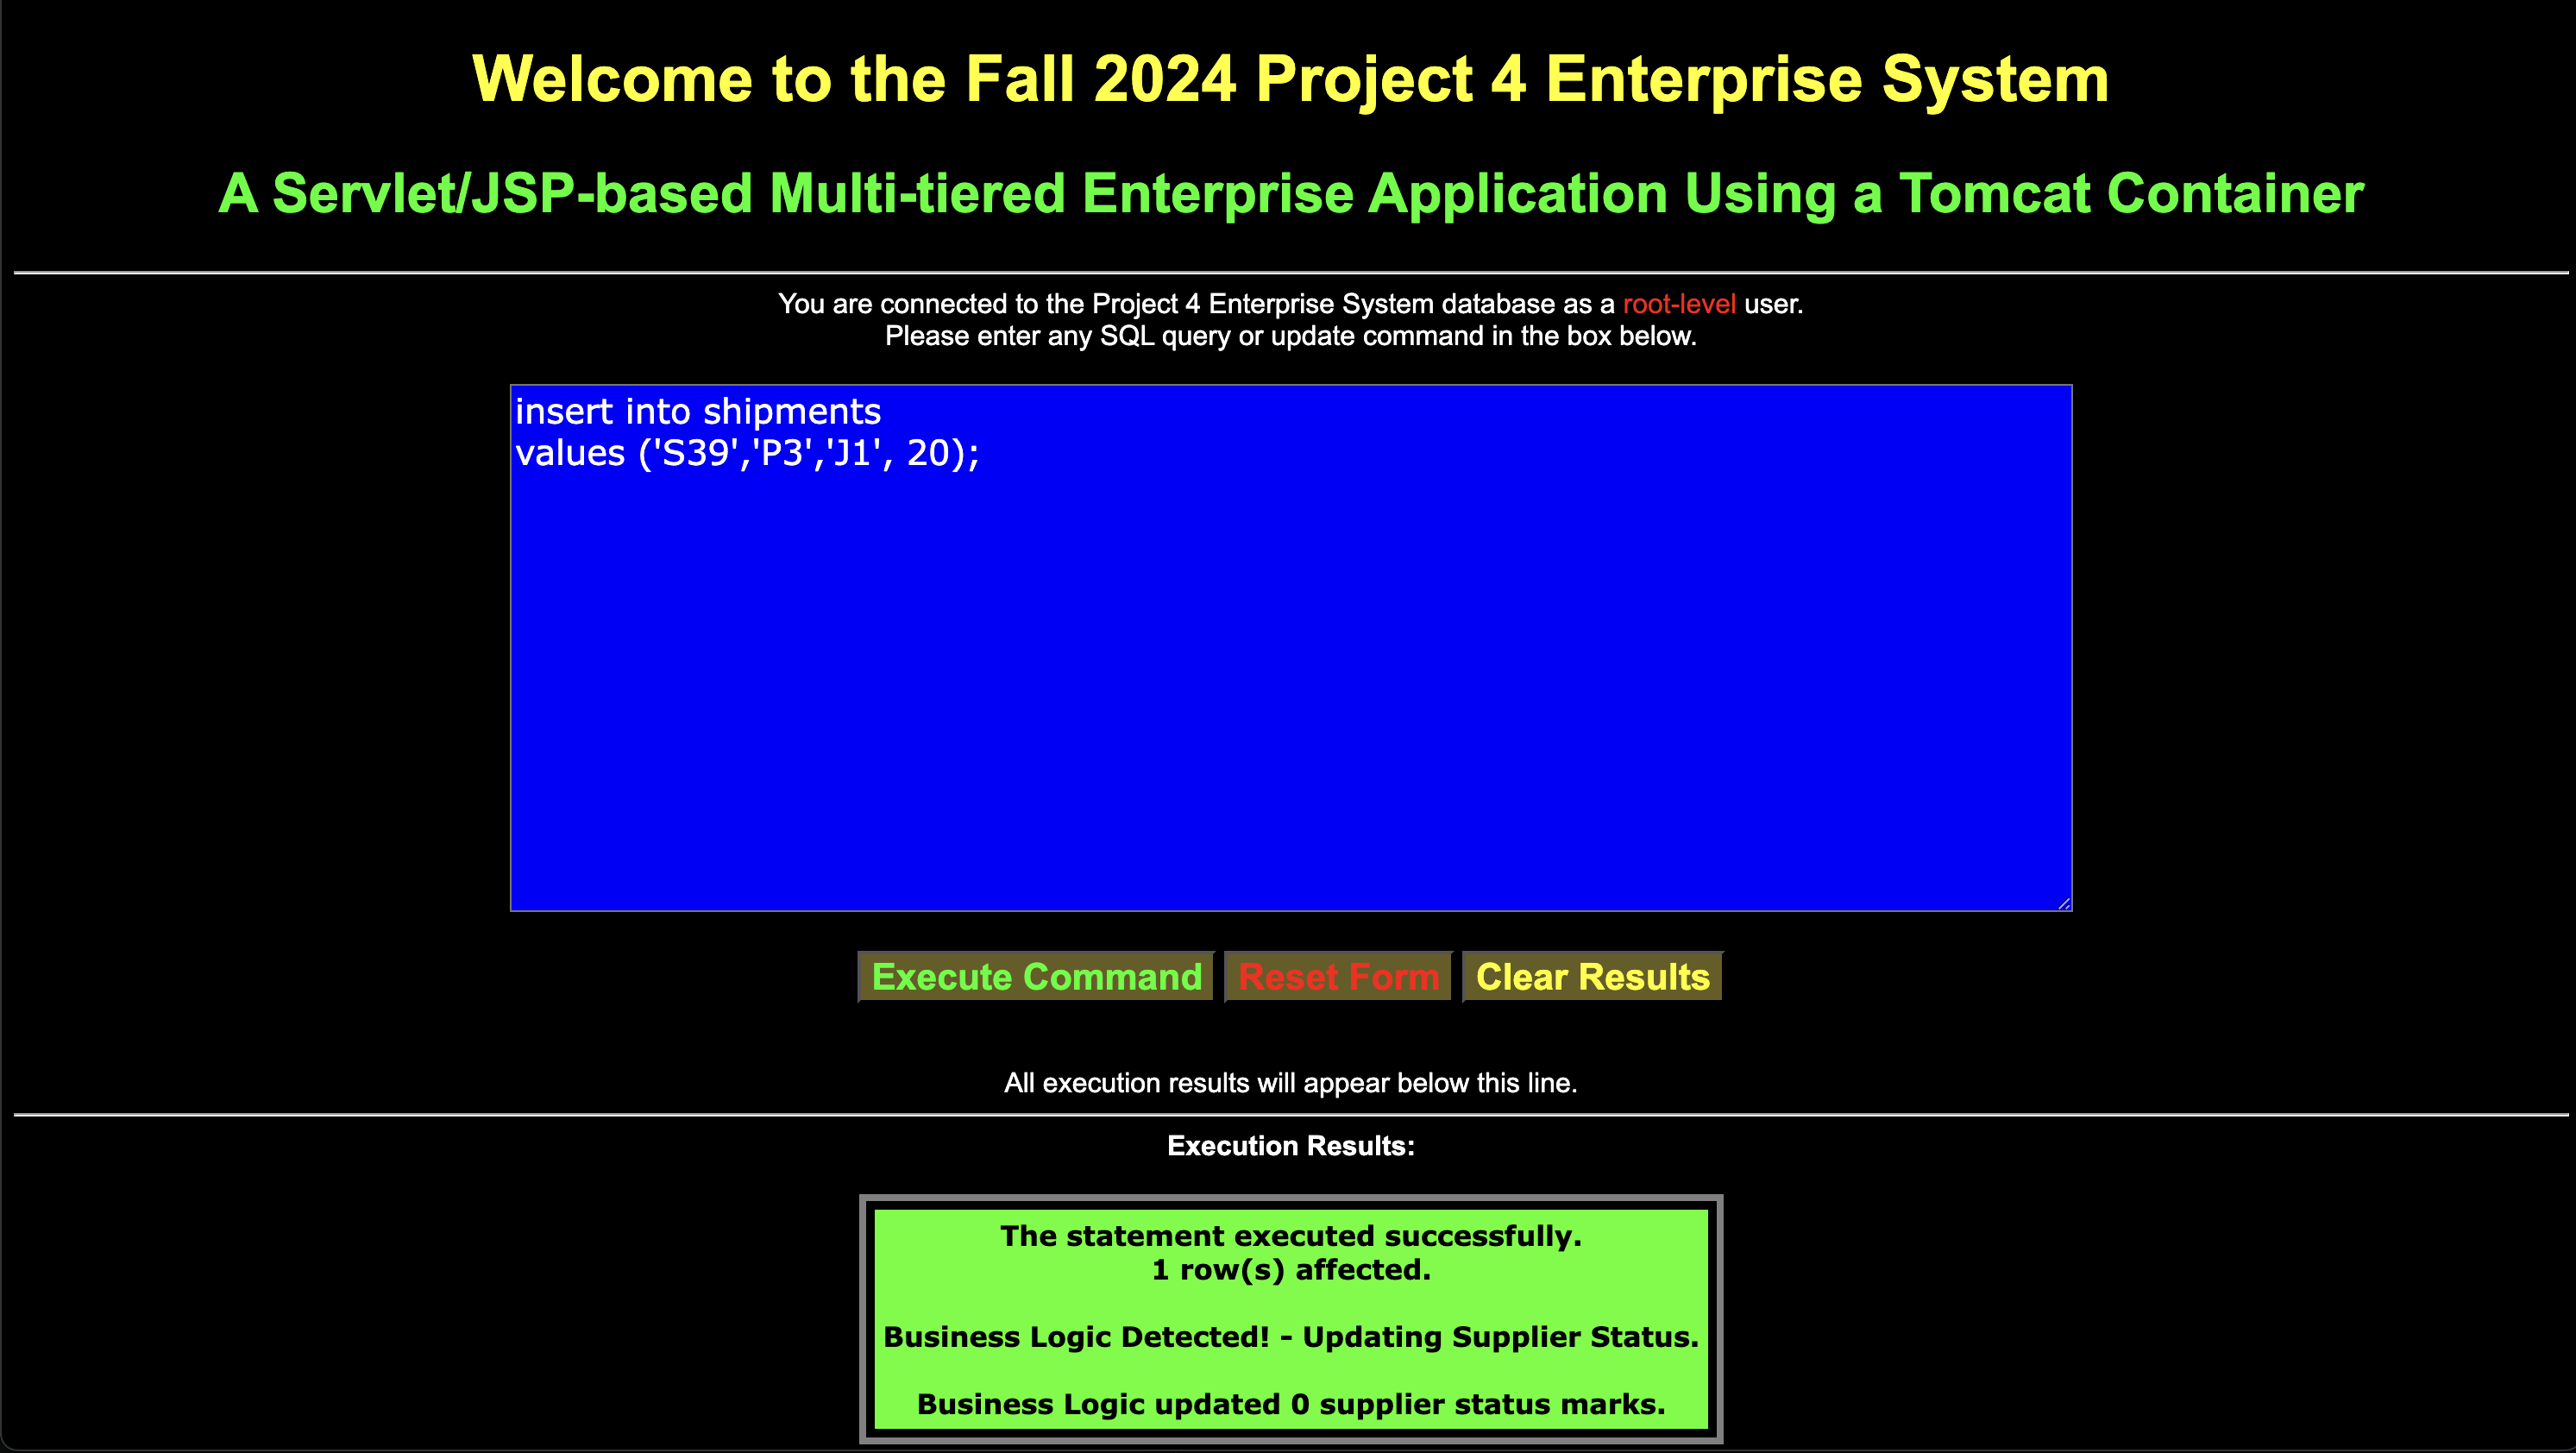 Welcome to the Fall 2024 Project 4 Enterprise System
A Servlet/JSP-based Multi-tiered Enterprise Application Using a Tomcat Container
You are connected to the Project 4 Enterprise System database as a root-level user.
Please enter any SQL query or update command in the box below.
insert into shipments
values ('S39','P3','J1', 20);
Execute Command Reset Form Clear Results
All execution results will appear below this line.
Execution Results:
The statement executed successfully.
1 row(s) affected.
Business Logic Detected! - Updating Supplier Status.
Business Logic updated 0 supplier status marks.